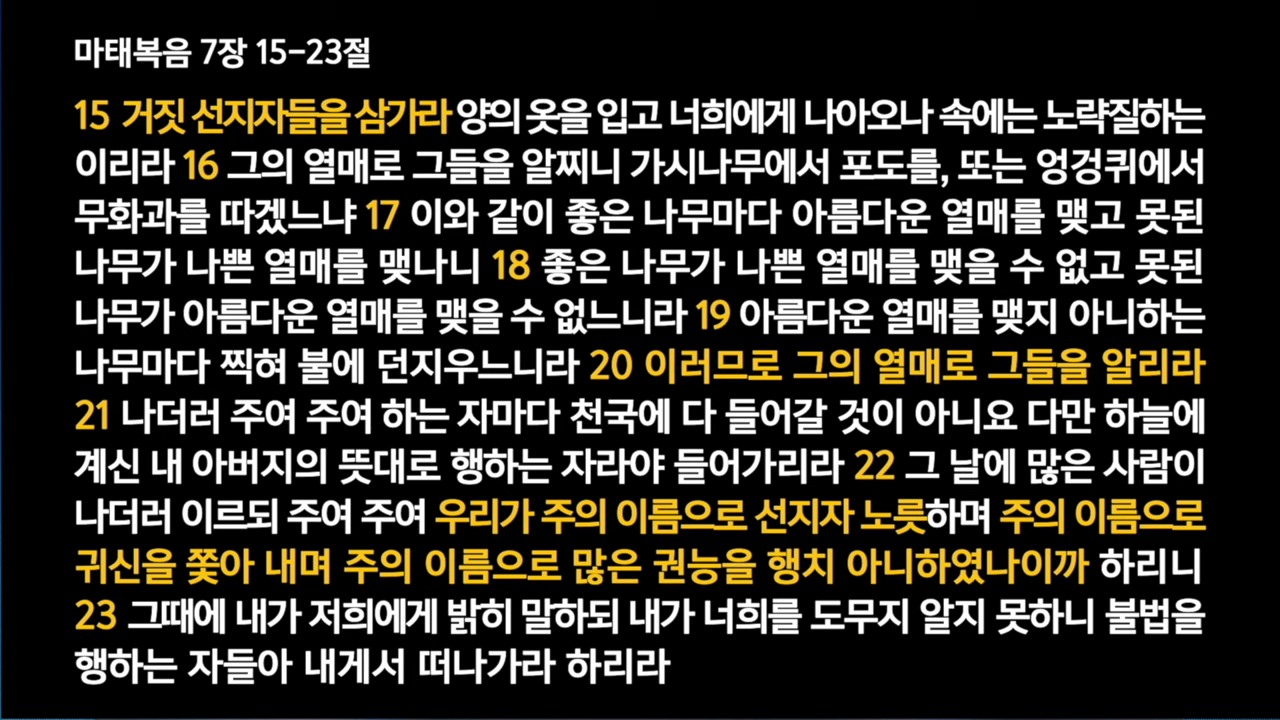 마태복음 7장 15-23절
15 거짓 선지자들을 삼가라 양의 옷을 입고 너희에게 나아오나 속에는 노략질하는
이리라 16 그의 열매로 그들을 알찌니 가시나무에서 포도를, 또는 엉겅퀴에서
무화과를 따겠느냐 17 이와 같이 좋은 나무마다 아름다운 열매를 맺고 못된
나무가 나쁜 열매를 맺나니 18 좋은 나무가 나쁜 열매를 맺을 수 없고 못된
나무가 아름다운 열매를 맺을 수 없느니라 19 아름다운 열매를 맺지 아니하는
나무마다 찍혀 불에 던지우느니라 20 이러므로 그의 열매로 그들을 알리라
21 나더러 주여 주여 하는 자마다 천국에 다 들어갈 것이 아니요 다만 하늘에
계신 내 아버지의 뜻대로 행하는 자라야 들어가리라 22 그 날에 많은 사람이
나더러 이르되 주여 주여 우리가 주의 이름으로 선지자 노릇하며 주의 이름으로
귀신을 쫓아 내며 주의 이름으로 많은 권능을 행치 아니하였나이까 하리니
23 그때에 내가 저희에게 밝히 말하되 내가 너희를 도무지 알지 못하니 불법을
행하는 자들아 내게서 떠나가라 하리라